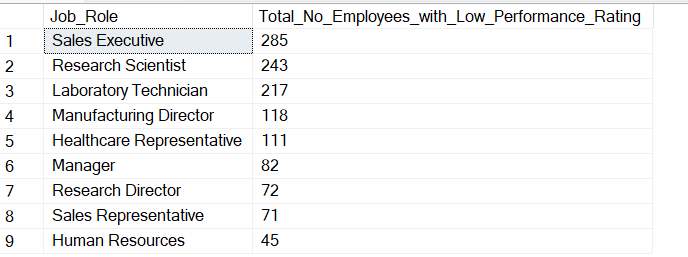 Job_Role Total_No_Employees_with_Low_Performance_Rating
1 Sales Executive 285
2 Research Scientist 243
3 Laboratory Technician 217
4 Manufacturing Director 118
5 Healthcare Representative 111
6 Manager 82
7 Research Director 72
8 Sales Representative 71
9 Human Resources 45